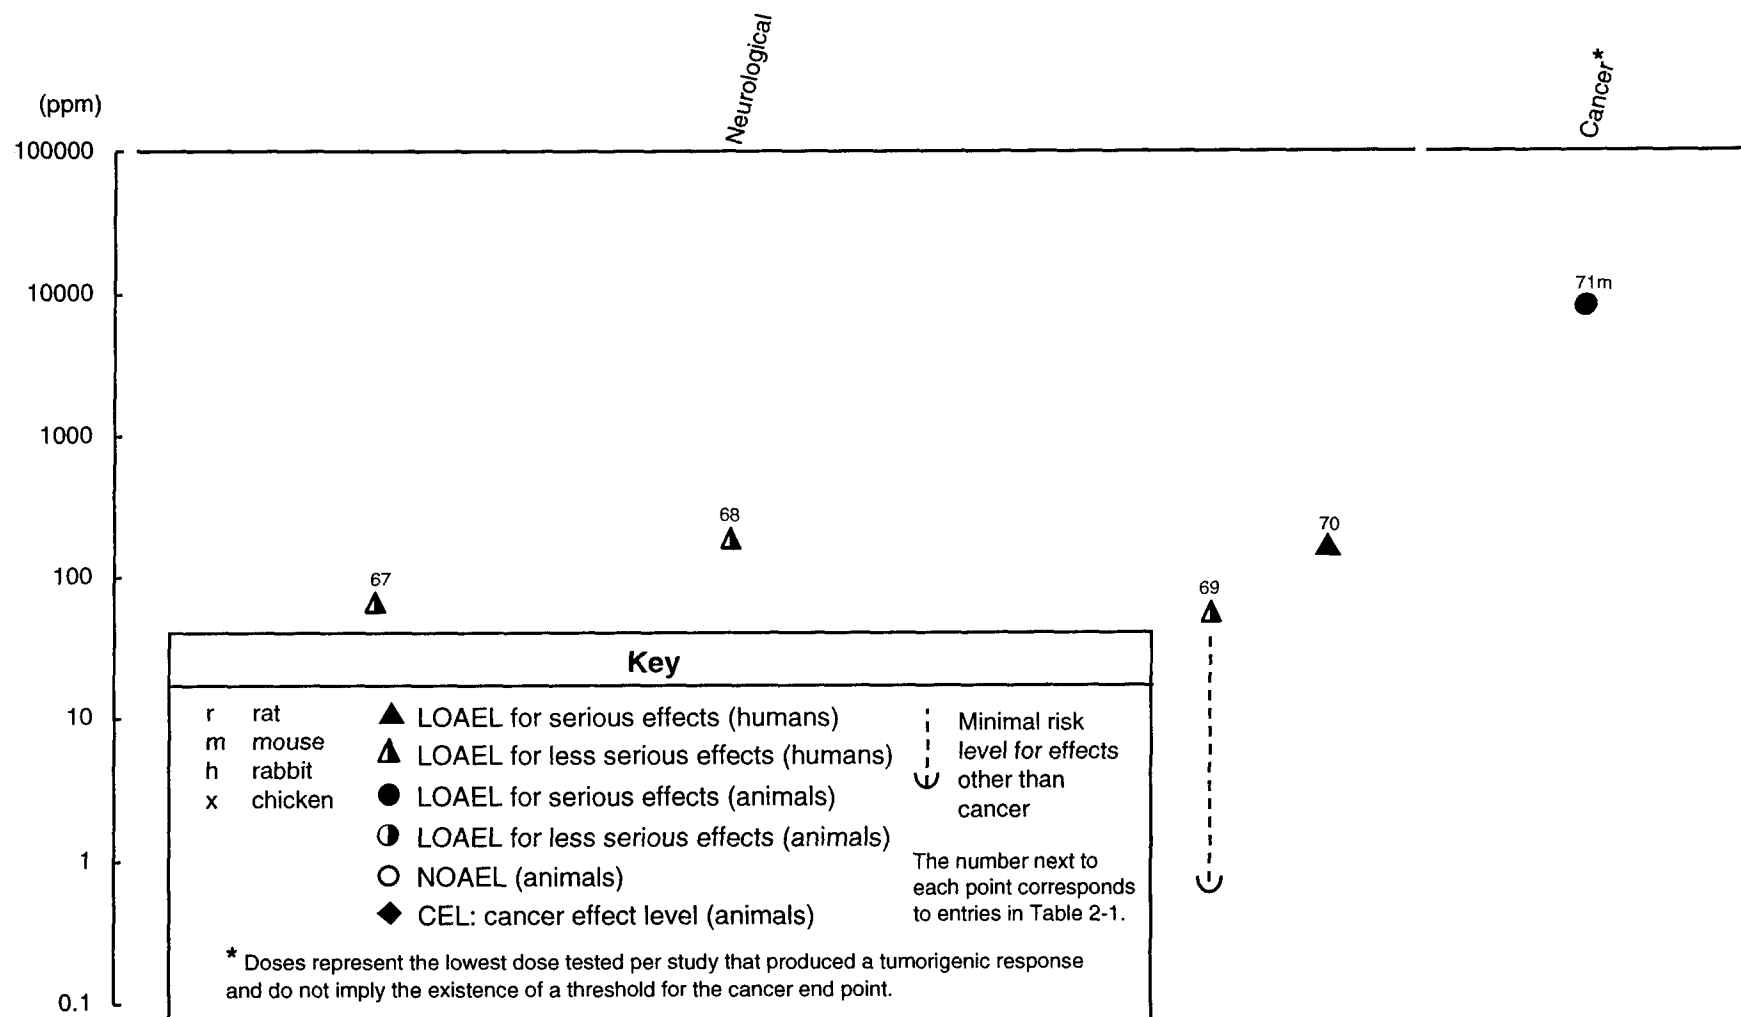 Neurological
Cancer*
(ppm)
100000
10000
1000
100
10
1
0.1
71m
68
70
67
69
Key
r rat
m mouse
h rabbit
x chicken
LOAEL for serious effects (humans)
LOAEL for less serious effects (humans)
LOAEL for serious effects (animals)
LOAEL for less serious effects (animals)
NOAEL (animals)
CEL: cancer effect level (animals)
Minimal risk
level for effects
other than
cancer
The number next to
each point corresponds
to entries in Table 2-1.
* Doses represent the lowest dose tested per study that produced a tumorigenic response
and do not imply the existence of a threshold for the cancer end point.